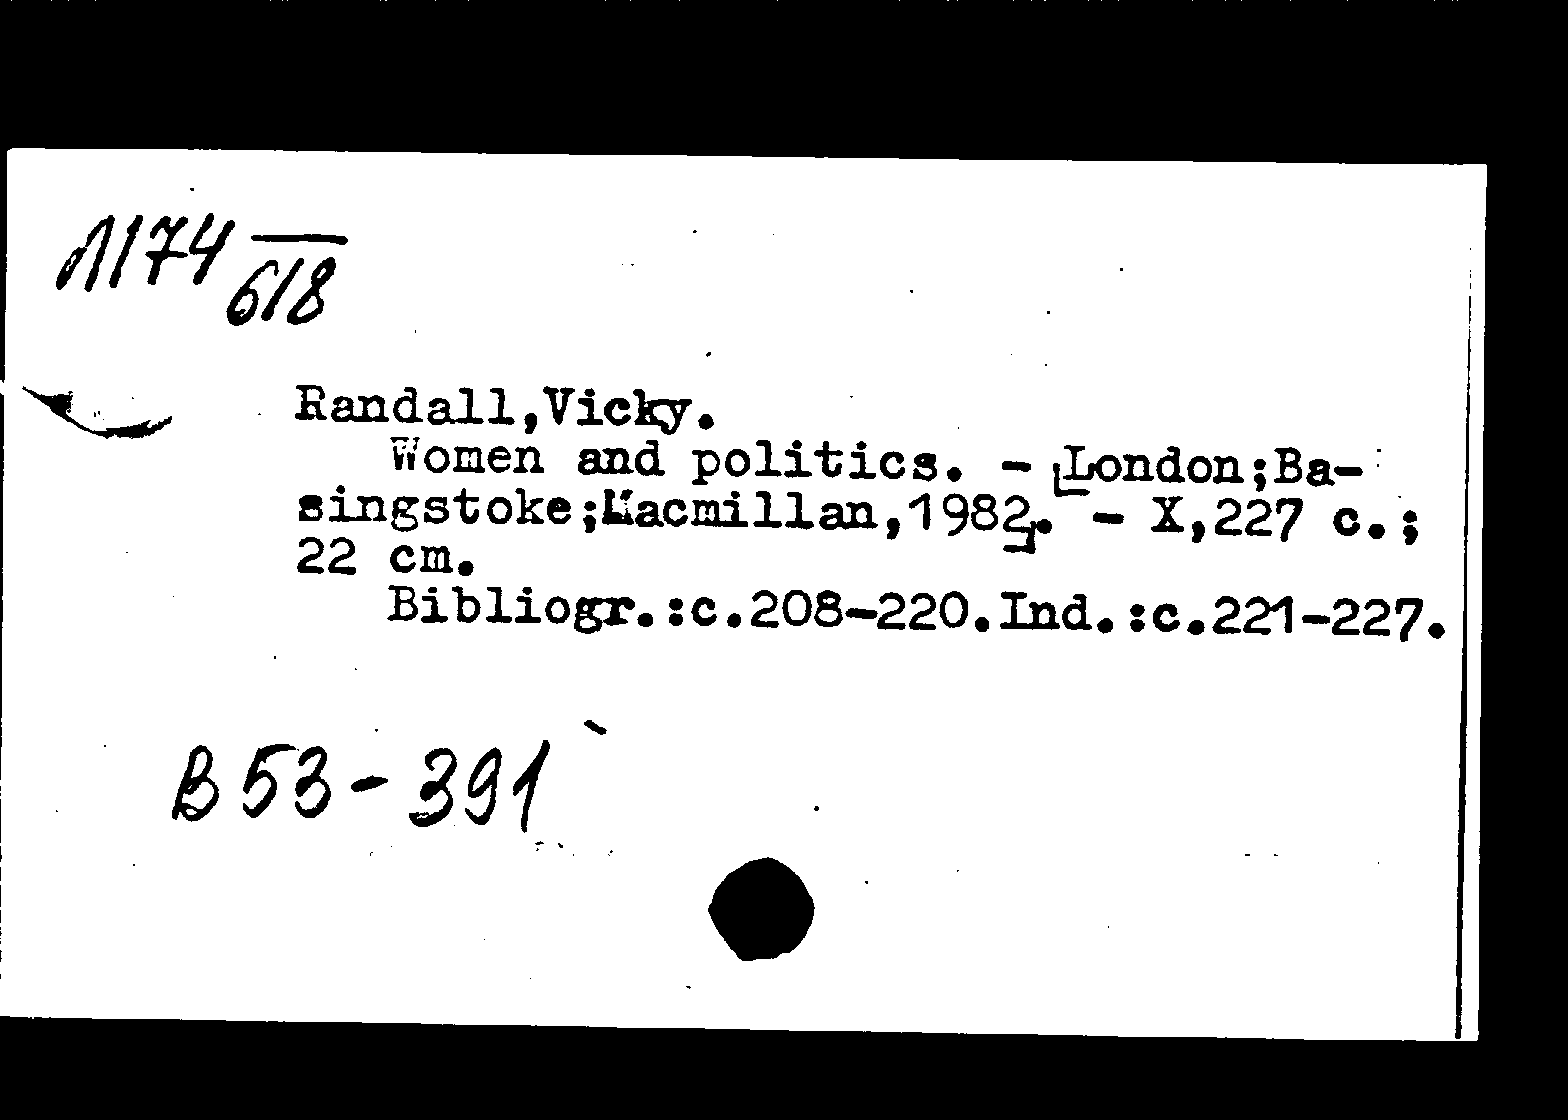 Л174
618
Randall,Vicky.
Women and politics. - [London;Ba-
singstoke;Macmillan,1982]. - X,227 c.;
22 cm.
Bibliogr.:c.208-220.Ind.:c.221-227.
B53-391